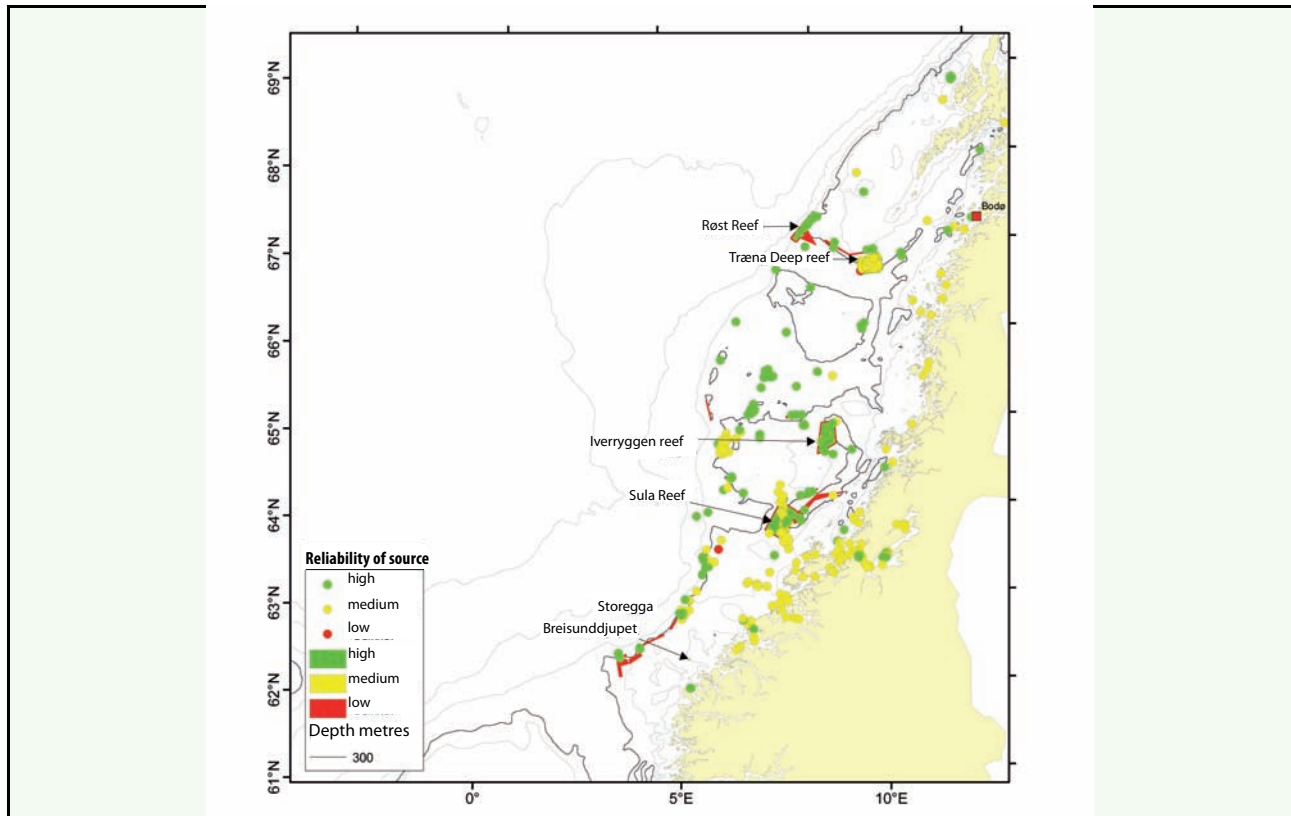 69°N
68°N
67°N
66°N
65°N
64°N
63°N
62°N
61°N
Bodø
Røst Reef
Træna Deep reef
Iverryggen reef
Sula Reef
Storegga
Breisunddjupet
Reliability of source
high
medium
low
high
medium
low
Depth metres
300
0°
5°E
10°E